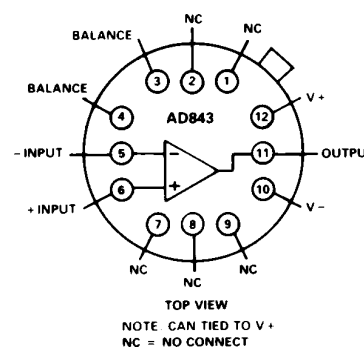 NC
BALANCE
NC
3
2
1
BALANCE
AD843
V+
4
12
- INPUT
5
-
11
OUTPUT
+ INPUT
6
+
10
V-
7
8
9
NC
NC
NC
TOP VIEW
NOTE. CAN TIED TO V +
NC = NO CONNECT